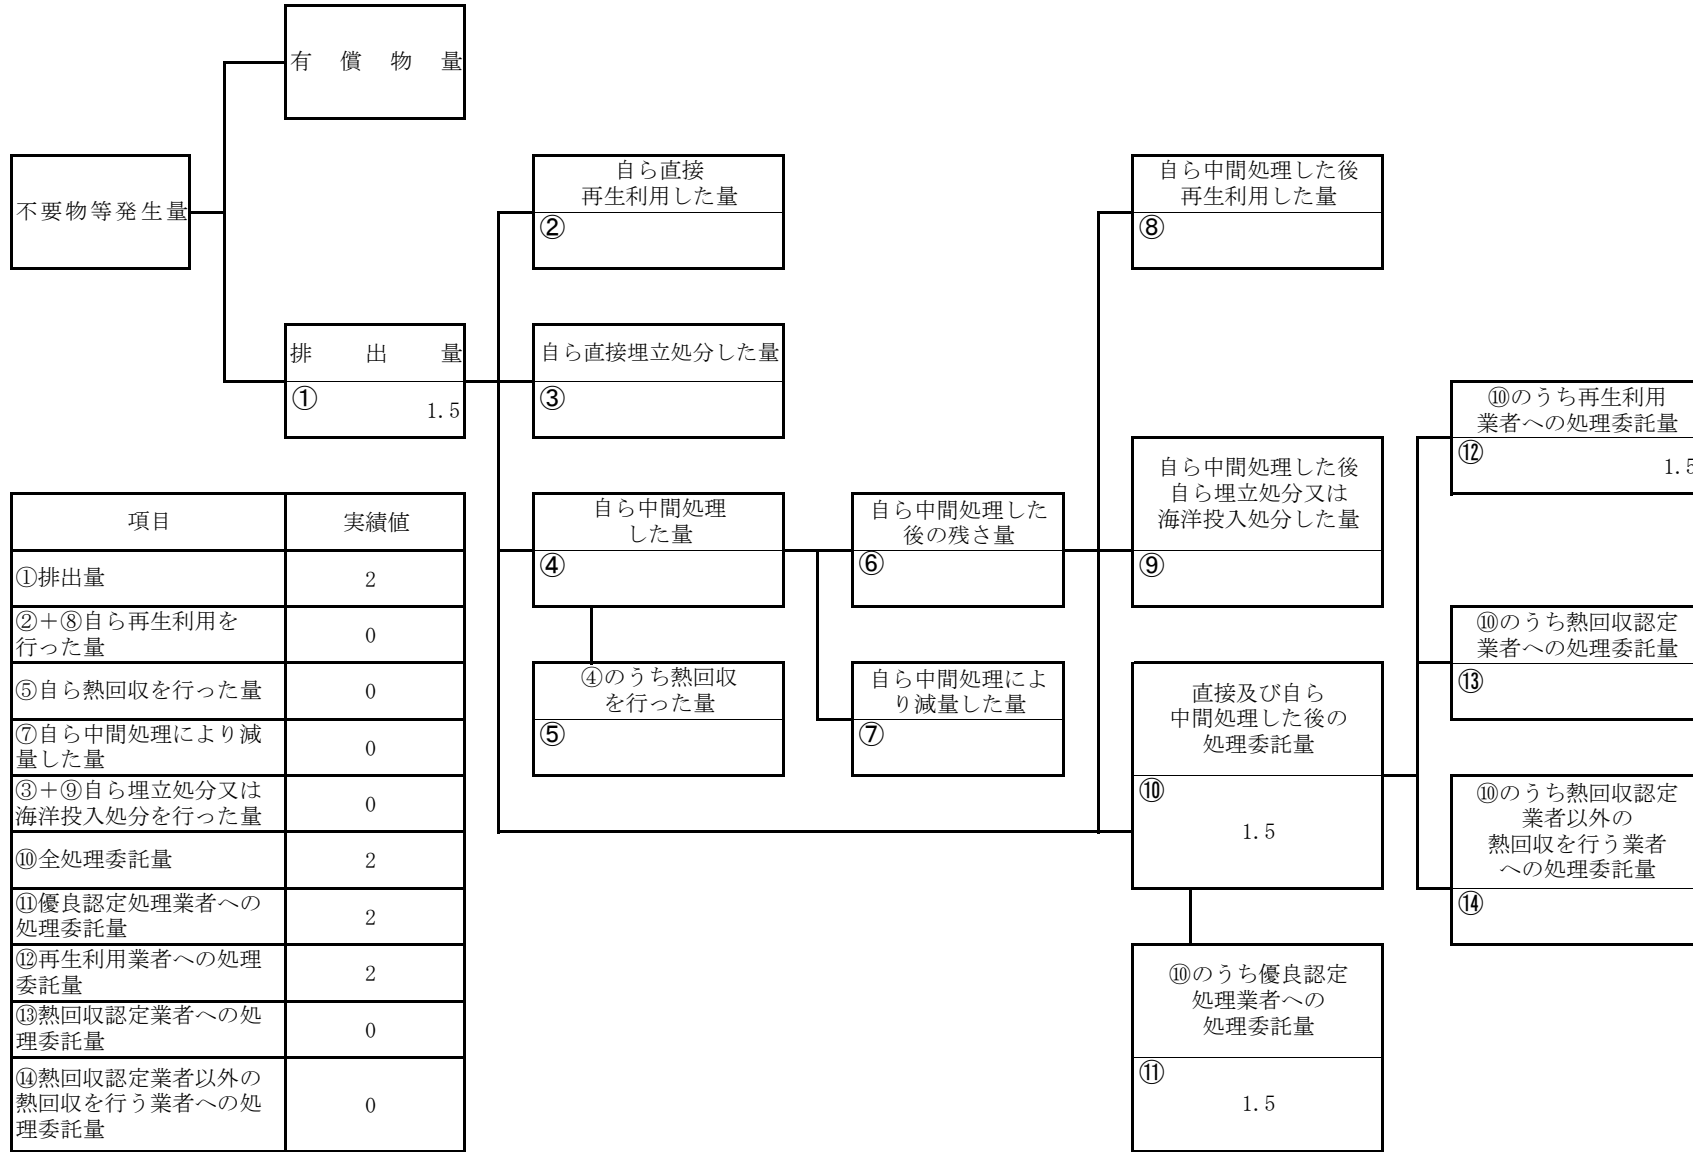 有償物量
不要物等発生量
自ら直接
再生利用した量
②
自ら中間処理した後
再生利用した量
⑧
排出量
①
1.5
自ら直接埋立処分した量
③
⑩のうち再生利用
業者への処理委託量
⑫
1.5
自ら中間処理した後
自ら埋立処分又は
海洋投入処分した量
⑨
自ら中間処理
した量
④
自ら中間処理した
後の残さ量
⑥
④のうち熱回収
を行った量
⑤
自ら中間処理によ
り減量した量
⑦
直接及び自ら
中間処理した後の
処理委託量
⑩
1.5
⑩のうち熱回収認定
業者への処理委託量
⑬
⑩のうち熱回収認定
業者以外の
熱回収を行う業者
への処理委託量
⑭
⑩のうち優良認定
処理業者への
処理委託量
⑪
1.5
項目 実績値
①排出量 2
②+⑧自ら再生利用を
行った量 0
⑤自ら熱回収を行った量 0
⑦自ら中間処理により減
量した量 0
③+⑨自ら埋立処分又は
海洋投入処分を行った量 0
⑩全処理委託量 2
⑪優良認定処理業者への
処理委託量 2
⑫再生利用業者への処理
委託量 2
⑬熱回収認定業者への処
理委託量 0
⑭熱回収認定業者以外の
熱回収を行う業者への処
理委託量 0